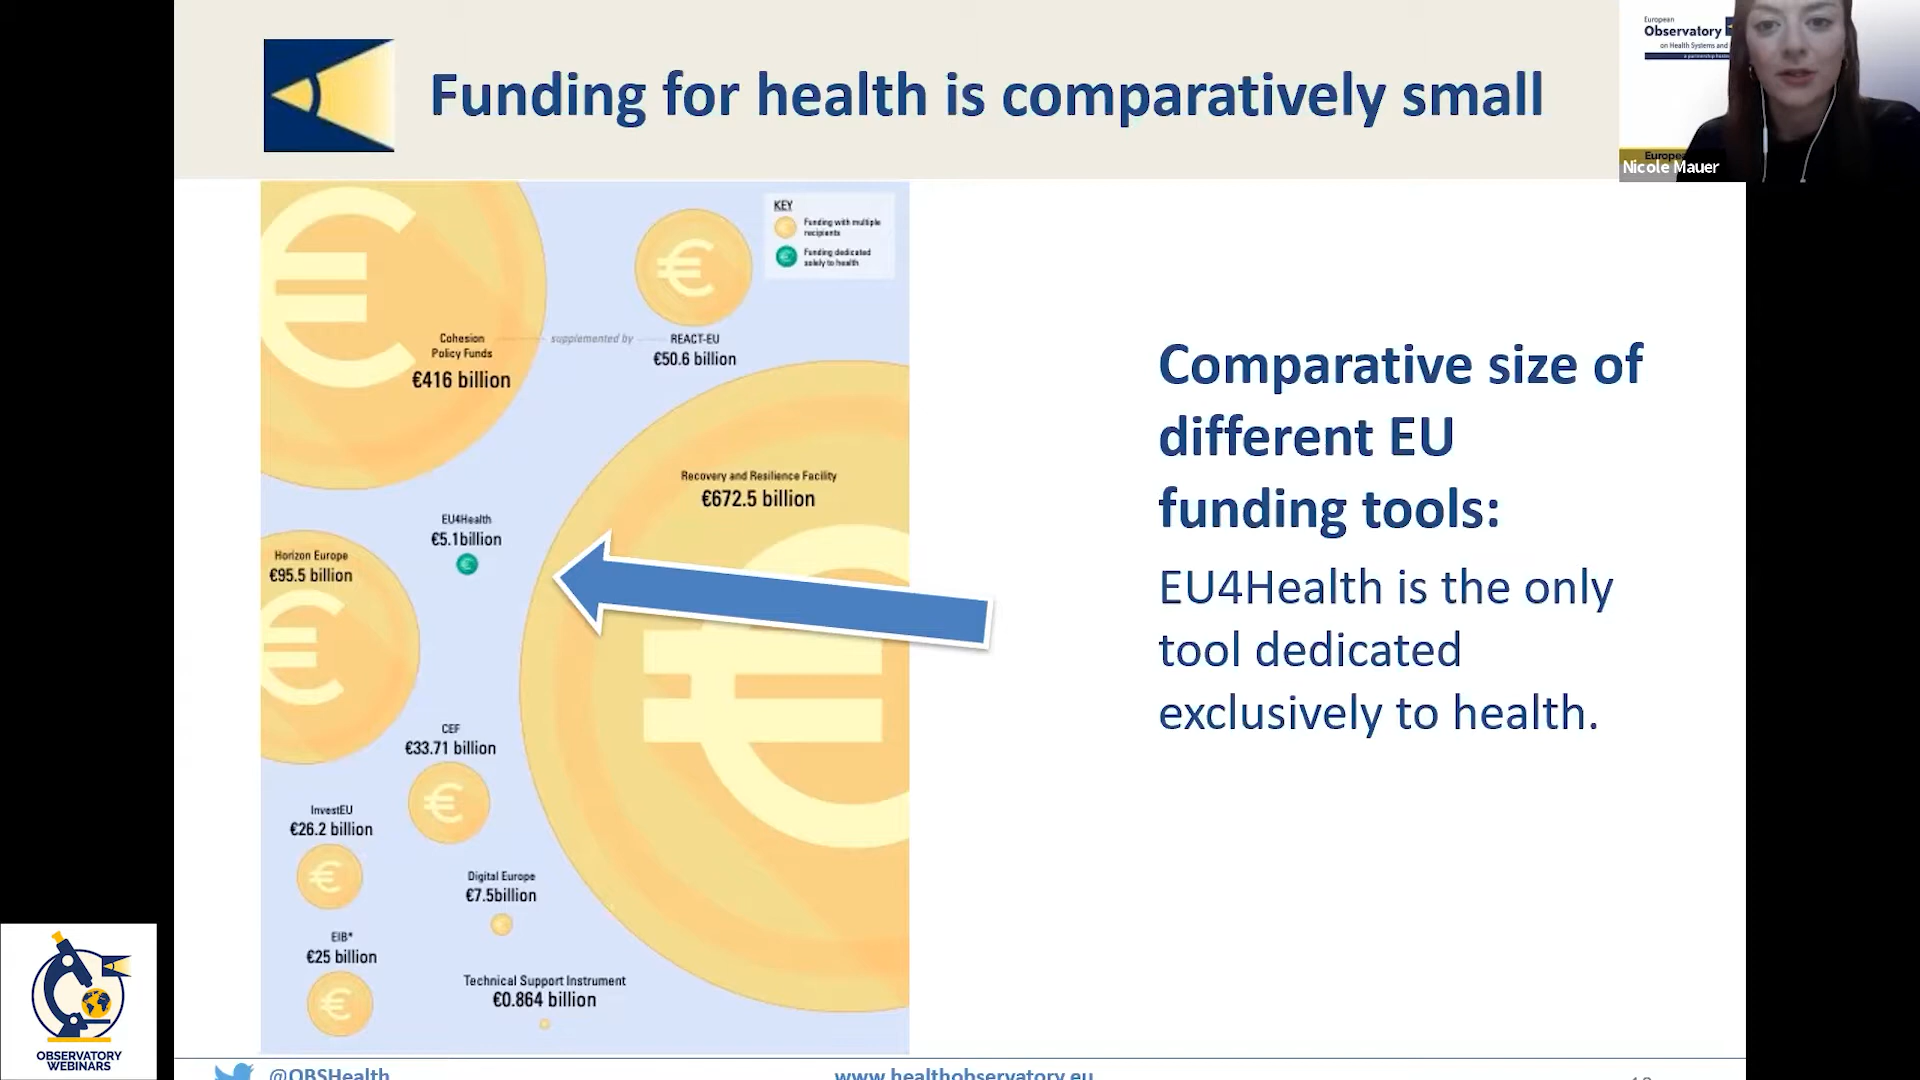 Funding for health is comparatively small
European
Observatory
on Health Systems and
Nicole Mauer
KEY
Funding with multiple
recipients
Funding dedicated
solely to health
Cohesion
Policy Funds
€416 billion
supplemented by
REACT-EU
€50.6 billion
Recovery and Resilience Facility
€672.5 billion
EU4Health
€5.1billion
Horizon Europe
€95.5 billion
CEF
€33.71 billion
InvestEU
€26.2 billion
Digital Europe
€7.5billion
EIB*
€25 billion
Technical Support Instrument
€0.864 billion
Comparative size of
different EU
funding tools:
EU4Health is the only
tool dedicated
exclusively to health.
OBSERVATORY
WEBINARS
@OBSHealth
www.healthobservatory.eu